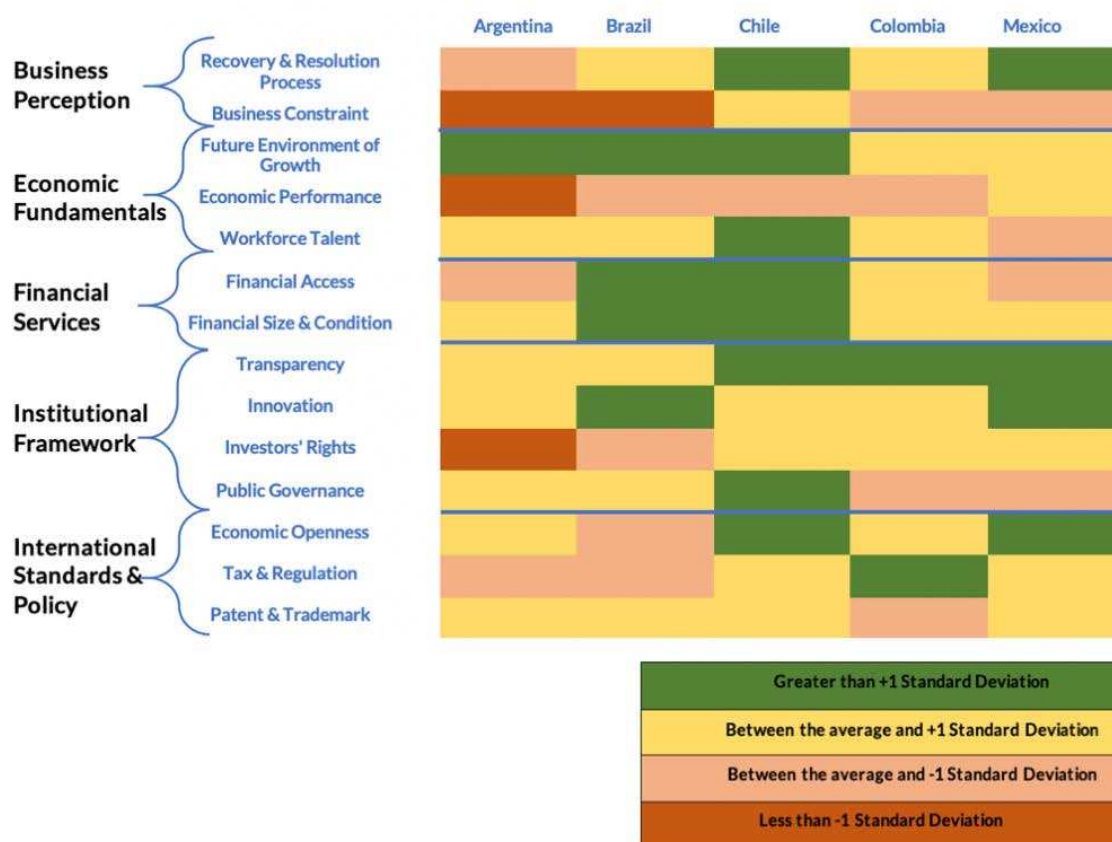 Argentina Brazil Chile Colombia Mexico
Business
Perception
Recovery & Resolution
Process
Business Constraint
Economic
Fundamentals
Future Environment of
Growth
Economic Performance
Workforce Talent
Financial
Services
Financial Access
Financial Size & Condition
Institutional
Framework
Transparency
Innovation
Investors' Rights
Public Governance
International
Standards &
Policy
Economic Openness
Tax & Regulation
Patent & Trademark
Greater than +1 Standard Deviation
Between the average and +1 Standard Deviation
Between the average and -1 Standard Deviation
Less than -1 Standard Deviation